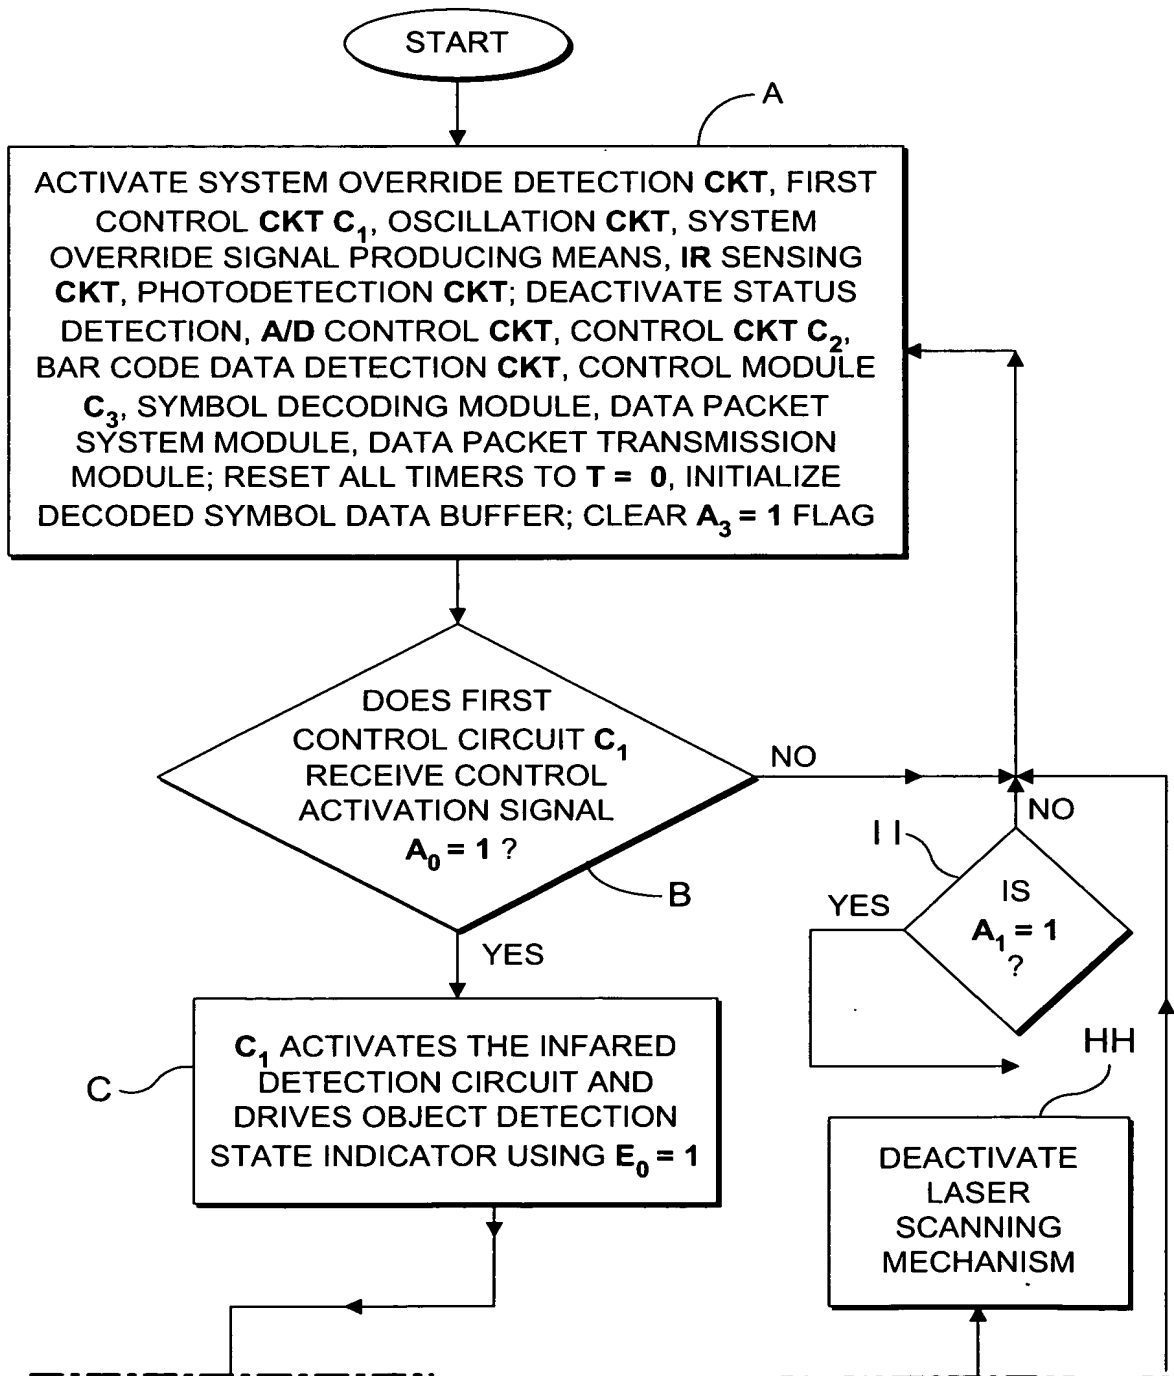 START
A
ACTIVATE SYSTEM OVERRIDE DETECTION CKT, FIRST
CONTROL CKT C1, OSCILLATION CKT, SYSTEM
OVERRIDE SIGNAL PRODUCING MEANS, IR SENSING
CKT, PHOTODETECTION CKT; DEACTIVATE STATUS
DETECTION, A/D CONTROL CKT, CONTROL CKT C2,
BAR CODE DATA DETECTION CKT, CONTROL MODULE
C3, SYMBOL DECODING MODULE, DATA PACKET
SYSTEM MODULE, DATA PACKET TRANSMISSION
MODULE; RESET ALL TIMERS TO T = 0, INITIALIZE
DECODED SYMBOL DATA BUFFER; CLEAR A3 = 1 FLAG
DOES FIRST
CONTROL CIRCUIT C1
RECEIVE CONTROL
ACTIVATION SIGNAL
A0 = 1 ?
NO
B
YES
NO
II
IS
A1 = 1
?
YES
C
C1 ACTIVATES THE INFARED
DETECTION CIRCUIT AND
DRIVES OBJECT DETECTION
STATE INDICATOR USING E0 = 1
HH
DEACTIVATE
LASER
SCANNING
MECHANISM